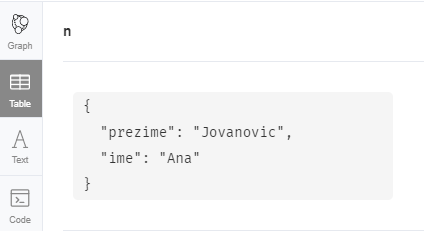 n
Graph
Table
Text
Code
{
"prezime": "Jovanovic",
"ime": "Ana"
}